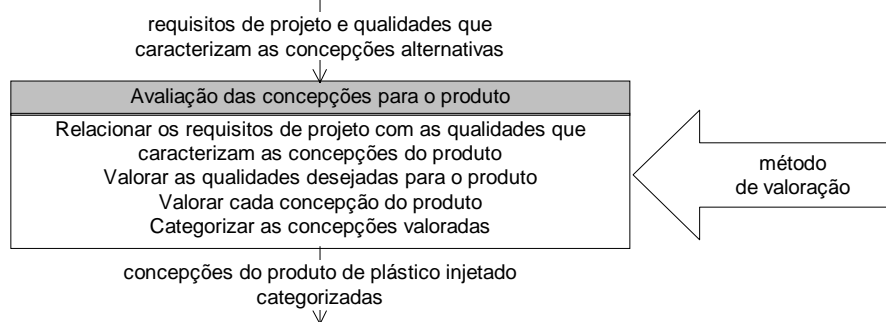 requisitos de projeto e qualidades que
caracterizam as concepções alternativas
Avaliação das concepções para o produto
Relacionar os requisitos de projeto com as qualidades que
caracterizam as concepções do produto
Valorar as qualidades desejadas para o produto
Valorar cada concepção do produto
Categorizar as concepções valoradas
método
de valoração
concepções do produto de plástico injetado
categorizadas